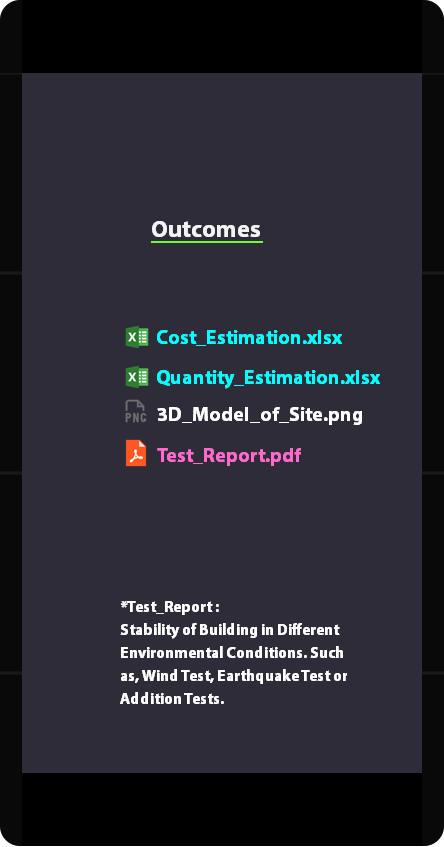 Outcomes
Cost_Estimation.xlsx
Quantity_Estimation.xlsx
PNG 3D_Model_of_Site.png
Test_Report.pdf
*Test_Report :
Stability of Building in Different
Environmental Conditions. Such
as, Wind Test, Earthquake Test or
Addition Tests.